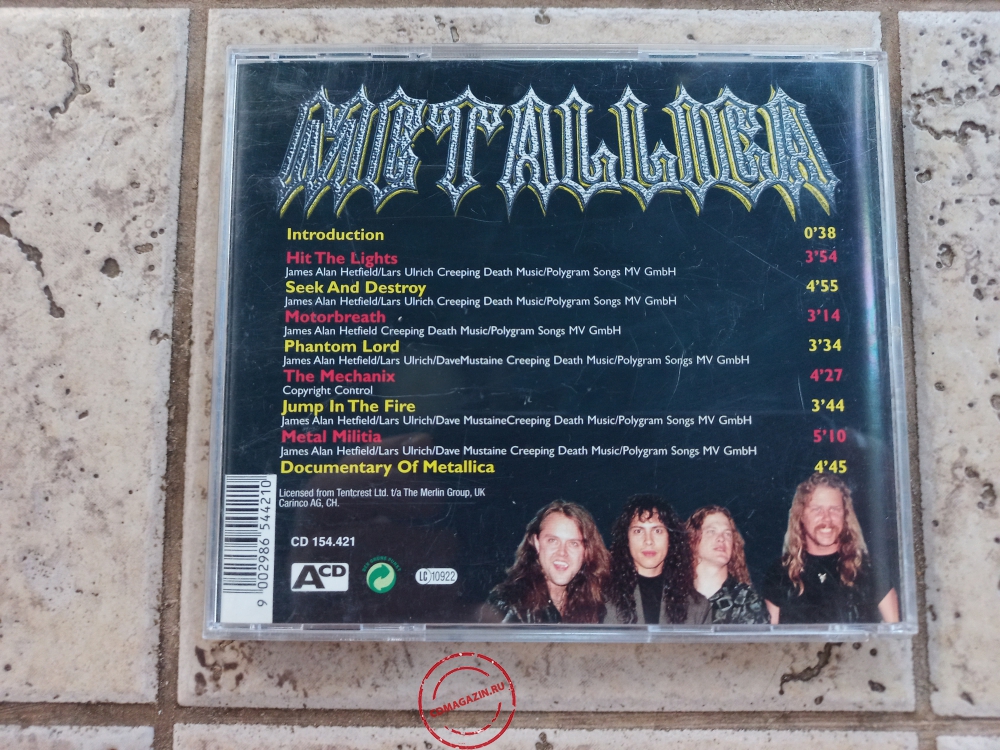 METALLICA
Introduction 0'38
Hit The Lights 3'54
James Alan Hetfield/Lars Ulrich Creeping Death Music/Polygram Songs MV GmbH
Seek And Destroy 4'55
James Alan Hetfield/Lars Ulrich Creeping Death Music/Polygram Songs MV GmbH
Motorbreath 3'14
James Alan Hetfield Creeping Death Music/Polygram Songs MV GmbH
Phantom Lord 3'34
James Alan Hetfield/Lars Ulrich/DaveMustaine Creeping Death Music/Polygram Songs MV GmbH
The Mechanix 4'27
Copyright Control
Jump In The Fire 3'44
James Alan Hetfield/Lars Ulrich/Dave MustaineCreeping Death Music/Polygram Songs MV GmbH
Metal Militia 5'10
James Alan Hetfield/Lars Ulrich/Dave Mustaine Creeping Death Music/Polygram Songs MV GmbH
Documentary Of Metallica 4'45
Licensed from Tentcrest Ltd. t/a The Merlin Group, UK
Carinco AG, CH.
9 002986 544210
CD 154.421
ACD
LC 10922
CDMAGAZIN.RU